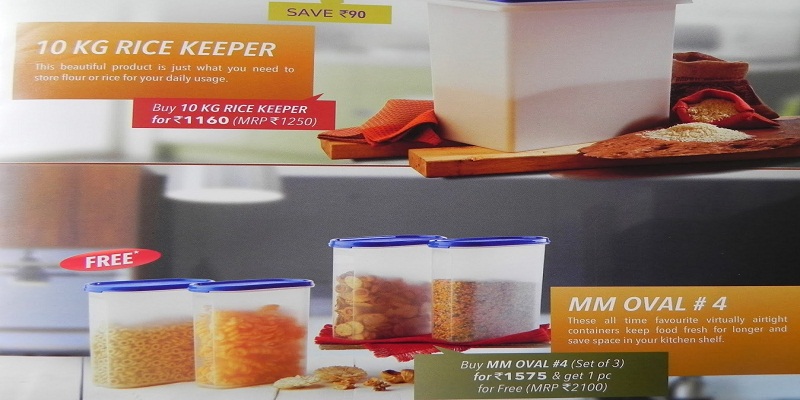 SAVE ₹90
10 KG RICE KEEPER
This beautiful product is just what you need to
store flour or rice for your daily usage.
Buy 10 KG RICE KEEPER
for ₹1160 (MRP ₹1250)
FREE*
MM OVAL # 4
These all time favourite virtually airtight
containers keep food fresh for longer and
save space in your kitchen shelf.
Buy MM OVAL #4 (Set of 3)
for ₹1575 & get 1 pc
for Free (MRP ₹2100)